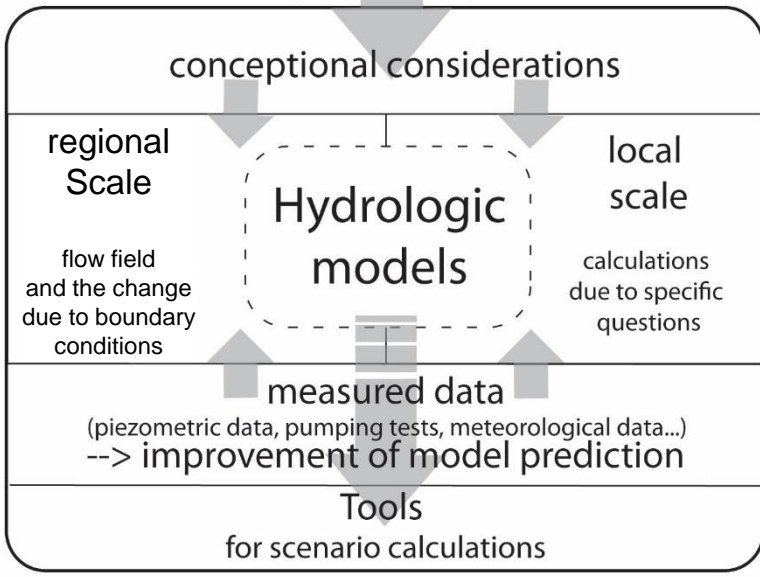 conceptional considerations
regional
Scale
flow field
and the change
due to boundary
conditions
Hydrologic
models
local
scale
calculations
due to specific
questions
measured data
(piezometric data, pumping tests, meteorological data...)
--> improvement of model prediction
Tools
for scenario calculations